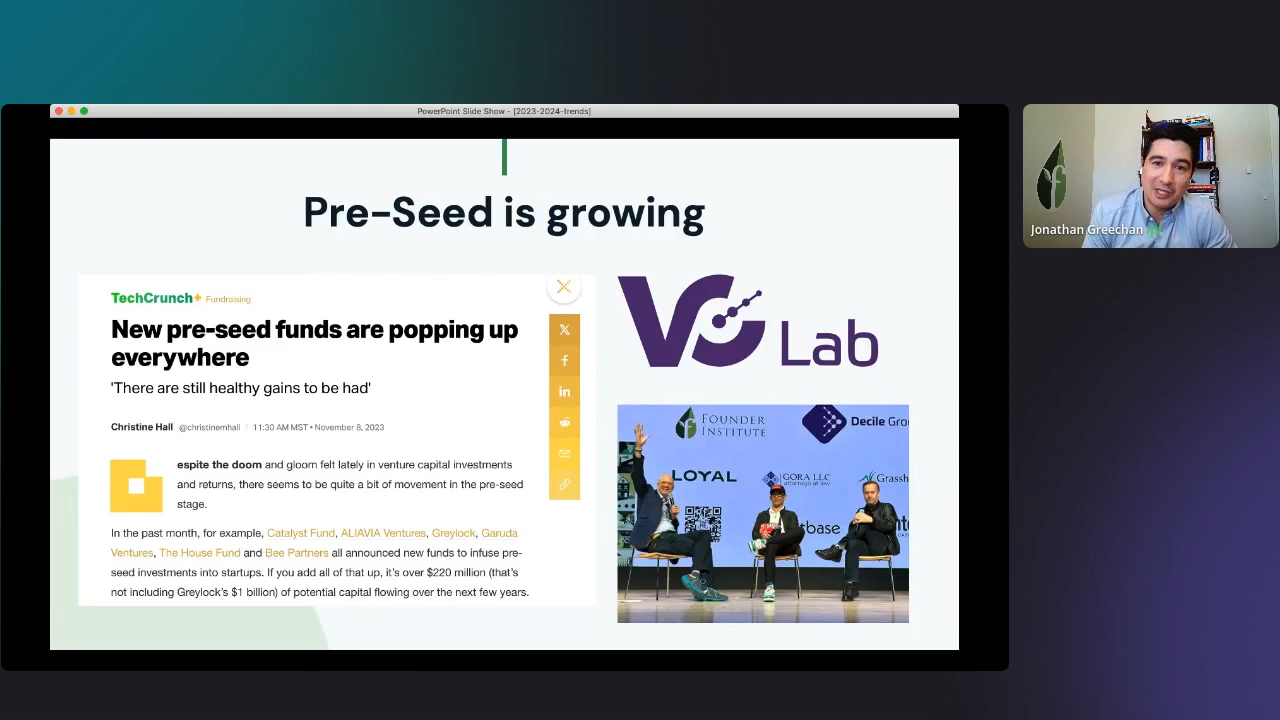 PowerPoint Slide Show - [2023-2024-trends]
Pre-Seed is growing
TechCrunch+ Fundraising
New pre-seed funds are popping up
everywhere
'There are still healthy gains to be had'
Christine Hall @christinemhall / 11:30 AM MST • November 8, 2023
espite the doom and gloom felt lately in venture capital investments
and returns, there seems to be quite a bit of movement in the pre-seed
stage.
In the past month, for example, Catalyst Fund, ALIAVIA Ventures, Greylock, Garuda
Ventures, The House Fund and Bee Partners all announced new funds to infuse pre-
seed investments into startups. If you add all of that up, it's over $220 million (that's
not including Greylock's $1 billion) of potential capital flowing over the next few years.
VC Lab
FOUNDER
INSTITUTE
Decile Gro
LOYAL
GORA LLC
attorneys at law
Grassh
base
Jonathan Greechan